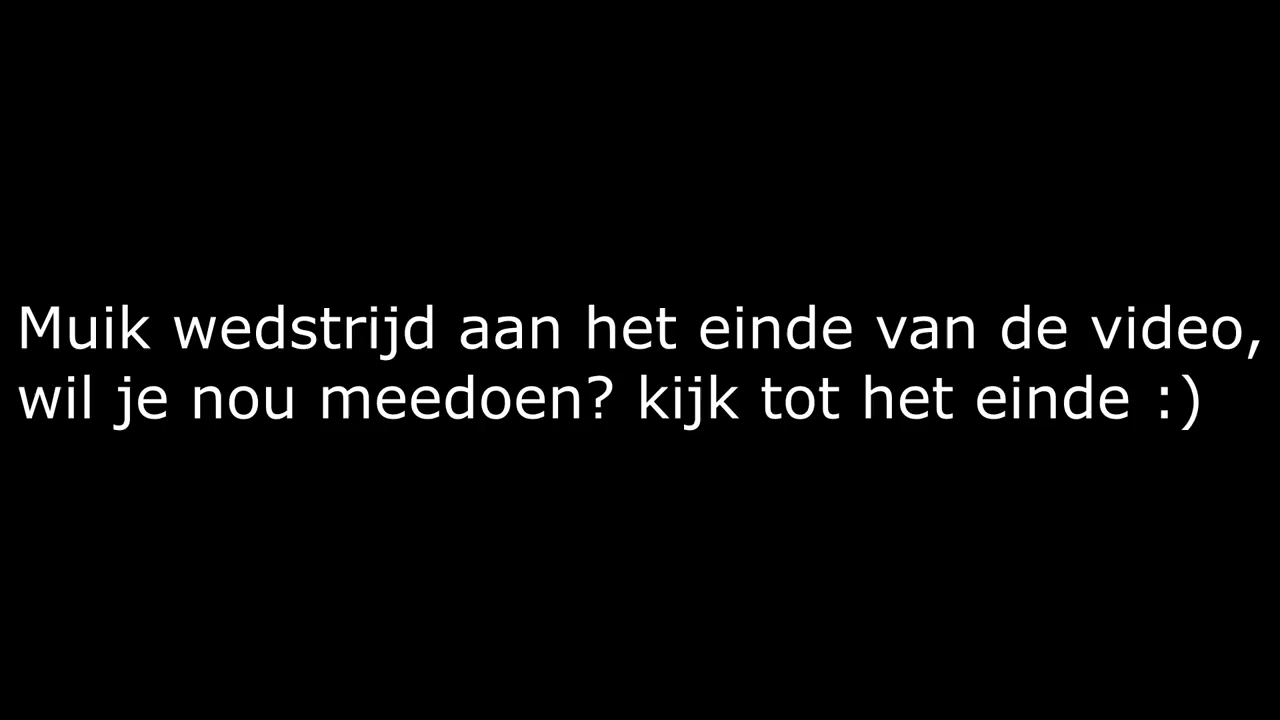 Muik wedstrijd aan het einde van de video,
wil je nou meedoen? kijk tot het einde :)